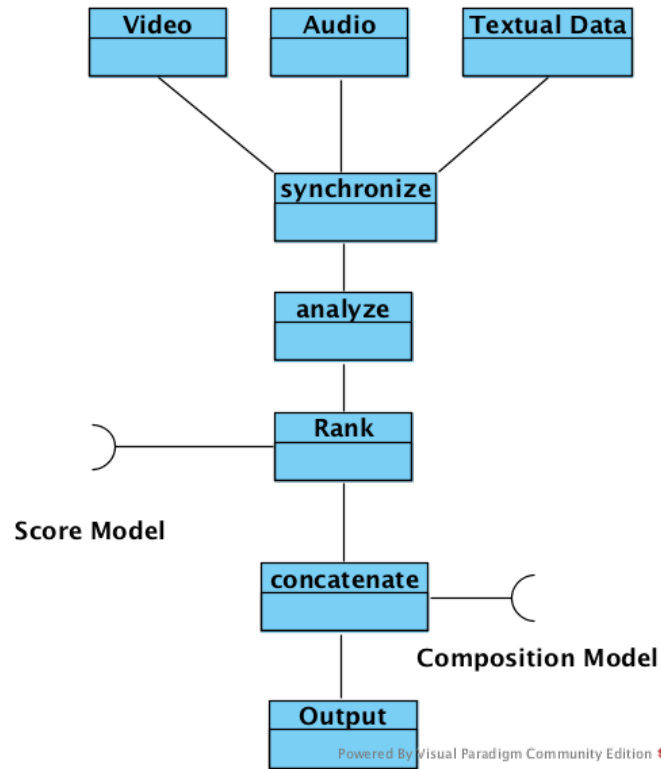 Video
Audio
Textual Data
synchronize
analyze
Rank
Score Model
concatenate
Composition Model
Output
Powered By Visual Paradigm Community Edition